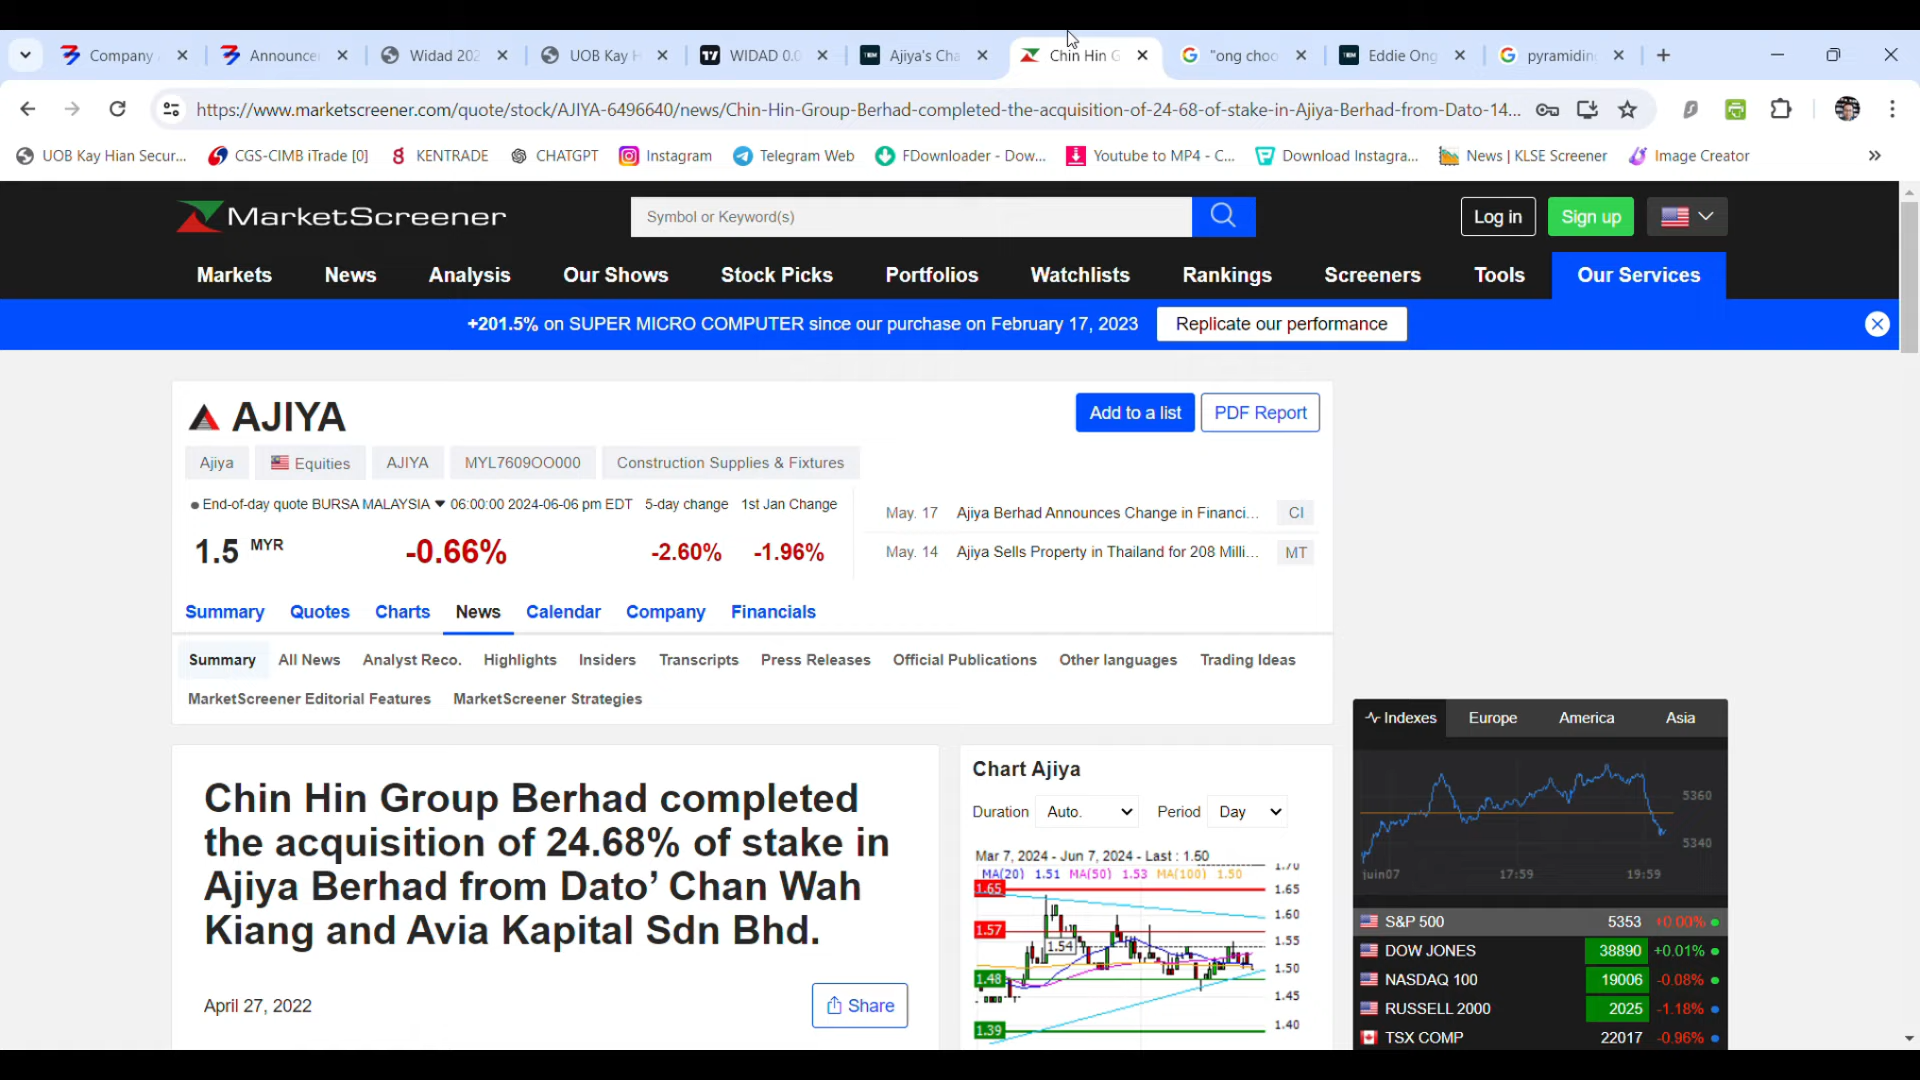 Company
Announce
Widad 202
UOB Kay H
WIDAD 0.0
Ajiya's Cha
Chin Hin G
"ong choo
Eddie Ong
pyramidin
https://www.marketscreener.com/quote/stock/AJIYA-6496640/news/Chin-Hin-Group-Berhad-completed-the-acquisition-of-24-68-of-stake-in-Ajiya-Berhad-from-Dato-14...
UOB Kay Hian Secur...
CGS-CIMB iTrade [0]
KENTRADE
CHATGPT
Instagram
Telegram Web
FDownloader - Dow...
Youtube to MP4 - C...
Download Instagra...
News | KLSE Screener
Image Creator
MarketScreener
Symbol or Keyword(s)
Log in
Sign up
Markets
News
Analysis
Our Shows
Stock Picks
Portfolios
Watchlists
Rankings
Screeners
Tools
Our Services
+201.5% on SUPER MICRO COMPUTER since our purchase on February 17, 2023
Replicate our performance
AJIYA
Add to a list
PDF Report
Ajiya
Equities
AJIYA
MYL7609OO000
Construction Supplies & Fixtures
End-of-day quote BURSA MALAYSIA
06:00:00 2024-06-06 pm EDT
5-day change
1st Jan Change
1.5 MYR
-0.66%
-2.60%
-1.96%
May. 17 Ajiya Berhad Announces Change in Financi... CI
May. 14 Ajiya Sells Property in Thailand for 208 Milli... MT
Summary
Quotes
Charts
News
Calendar
Company
Financials
Summary
All News
Analyst Reco.
Highlights
Insiders
Transcripts
Press Releases
Official Publications
Other languages
Trading Ideas
MarketScreener Editorial Features
MarketScreener Strategies
Chin Hin Group Berhad completed
the acquisition of 24.68% of stake in
Ajiya Berhad from Dato’ Chan Wah
Kiang and Avia Kapital Sdn Bhd.
April 27, 2022
Share
Chart Ajiya
Duration Auto.
Period Day
Mar 7, 2024 - Jun 7, 2024 - Last : 1.50
MA(20) 1.51 MA(50) 1.53 MA(100) 1.50
1.70
1.65
1.65
1.60
1.57
1.54
1.55
1.50
1.48
1.45
1.40
1.39
Indexes
Europe
America
Asia
5360
5340
juin07
17:59
19:59
S&P 500 5353 +0.00%
DOW JONES 38890 +0.01%
NASDAQ 100 19006 -0.08%
RUSSELL 2000 2025 -1.18%
TSX COMP 22017 -0.96%